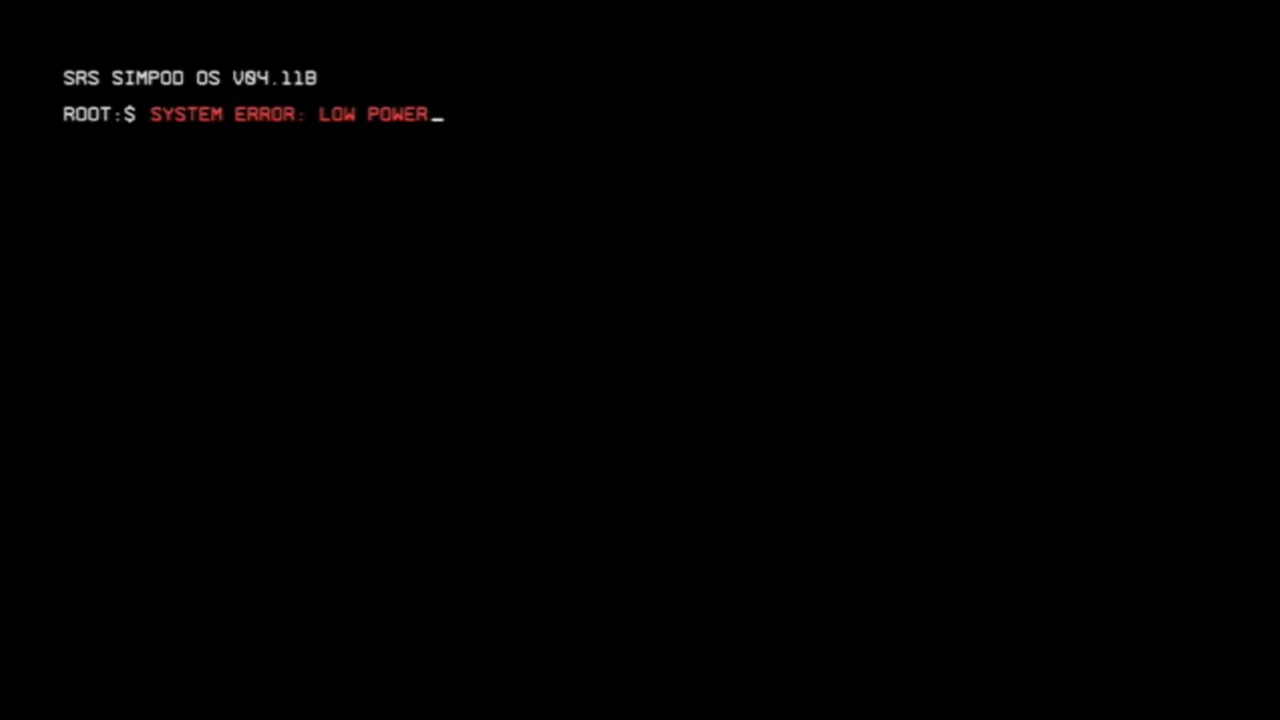 SRS SIMPOD OS V04.11B
ROOT:$ SYSTEM ERROR: LOW POWER_